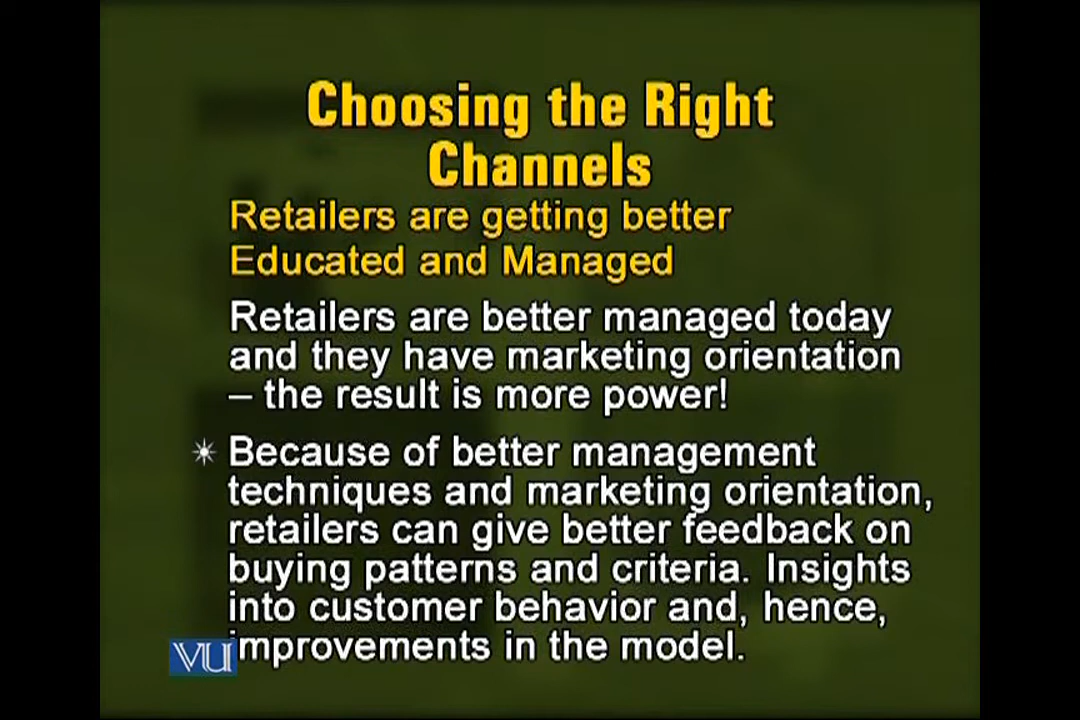 Choosing the Right
Channels
Retailers are getting better
Educated and Managed
Retailers are better managed today
and they have marketing orientation
– the result is more power!
Because of better management
techniques and marketing orientation,
retailers can give better feedback on
buying patterns and criteria. Insights
into customer behavior and, hence,
improvements in the model.
VU